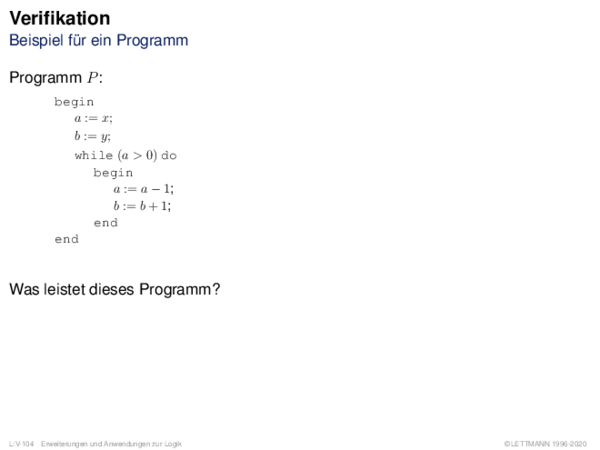 Verifikation
Beispiel für ein Programm
Programm P:
begin
a := x;
b := y;
while (a > 0) do
begin
a := a − 1;
b := b + 1;
end
end
Was leistet dieses Programm?
L:V-104 Erweiterungen und Anwendungen zur Logik ©LETTMANN 1996-2020